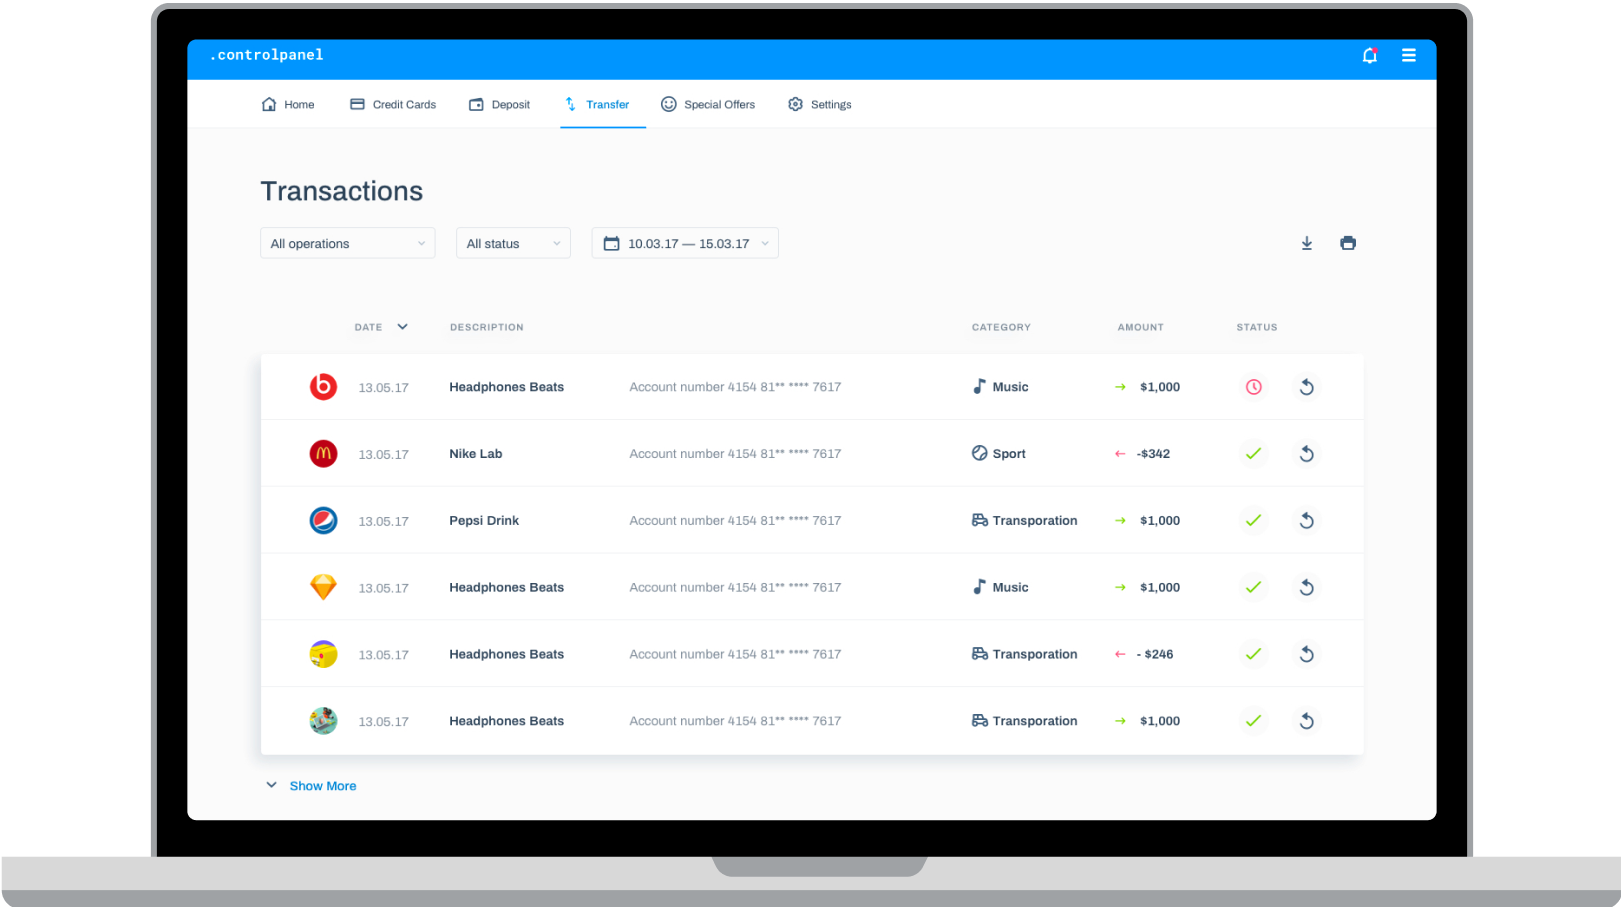 .controlpanel
Home Credit Cards Deposit Transfer Special Offers Settings
Transactions
All operations All status 10.03.17 — 15.03.17
DATE DESCRIPTION CATEGORY AMOUNT STATUS
13.05.17 Headphones Beats Account number 4154 81** **** 7617 Music $1,000
13.05.17 Nike Lab Account number 4154 81** **** 7617 Sport -$342
13.05.17 Pepsi Drink Account number 4154 81** **** 7617 Transporation $1,000
13.05.17 Headphones Beats Account number 4154 81** **** 7617 Music $1,000
13.05.17 Headphones Beats Account number 4154 81** **** 7617 Transporation - $246
13.05.17 Headphones Beats Account number 4154 81** **** 7617 Transporation $1,000
Show More